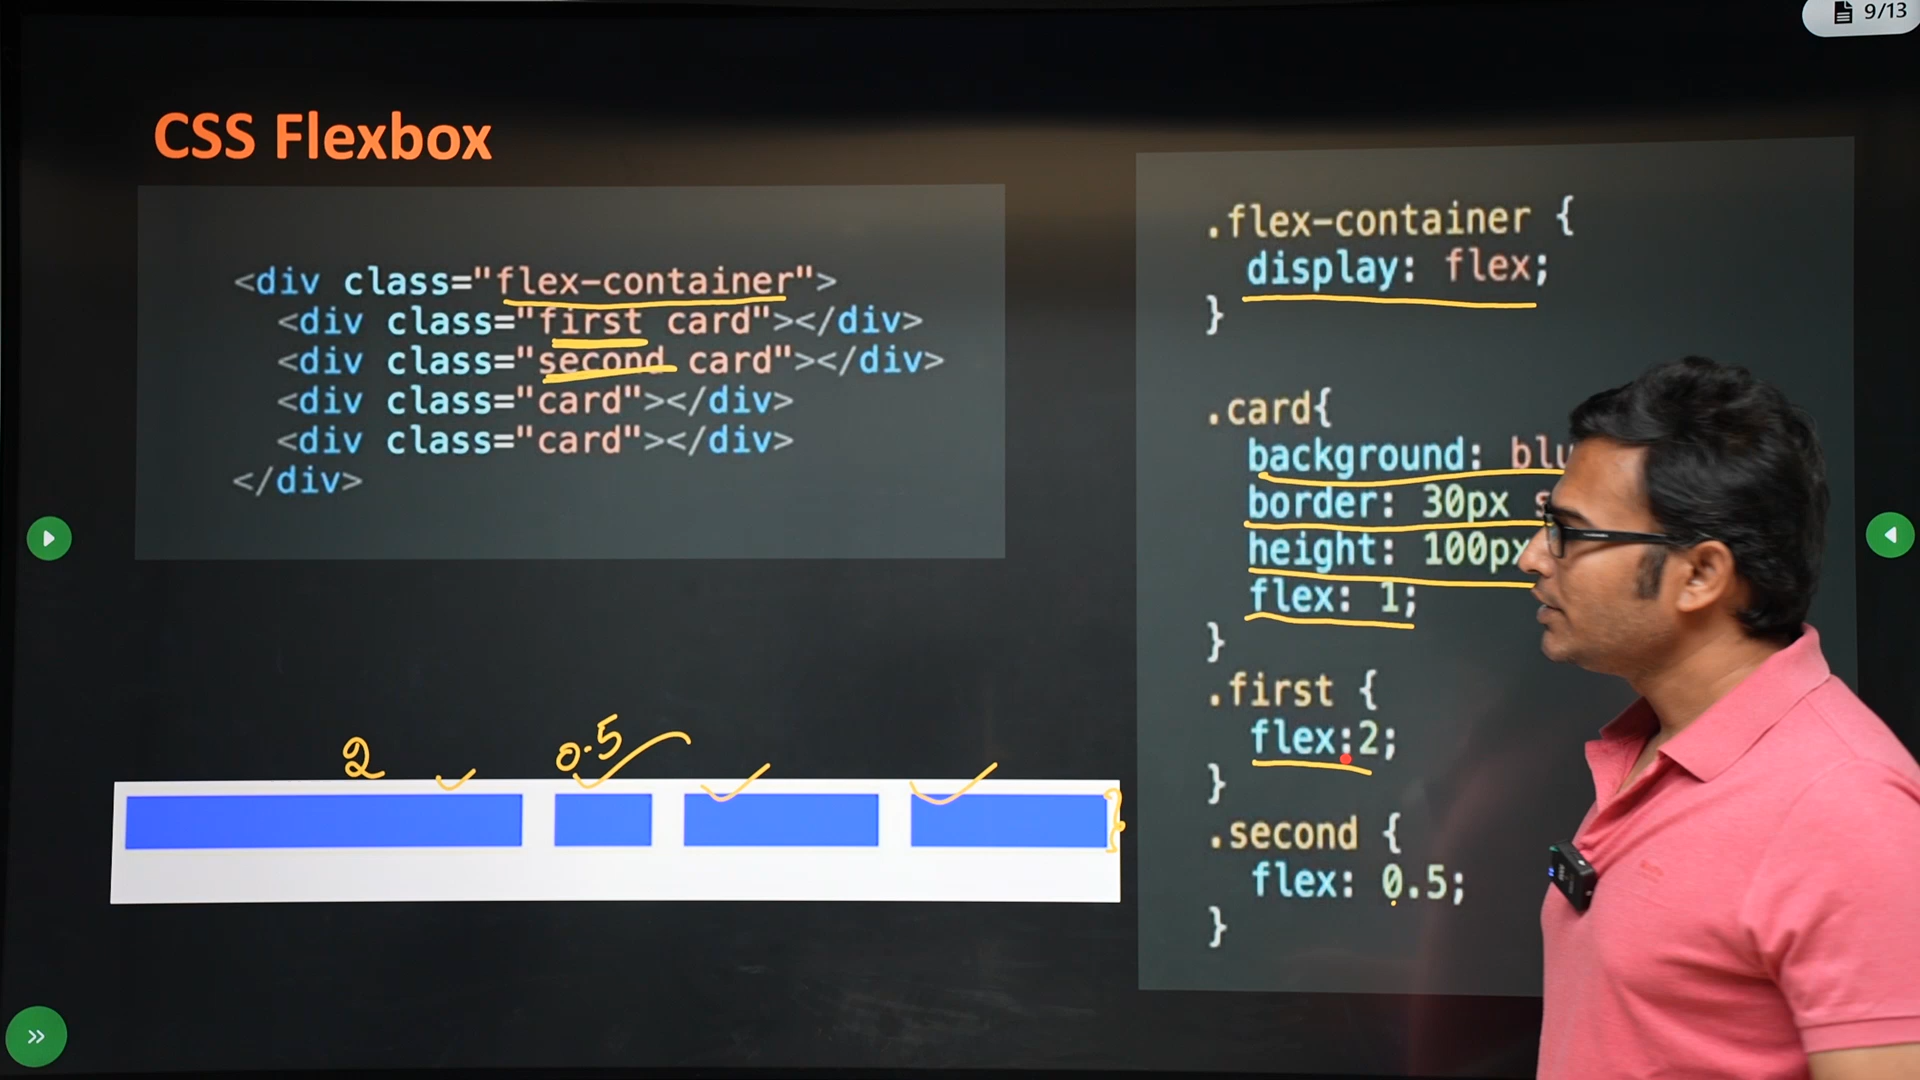 9/13
CSS Flexbox
<div class="flex-container">
<div class="first card"></div>
<div class="second card"></div>
<div class="card"></div>
<div class="card"></div>
</div>
2
0.5
.flex-container {
display: flex;
}
.card{
background: blu
border: 30px s
height: 100px
flex: 1;
}
.first {
flex:2;
}
.second {
flex: 0.5;
}